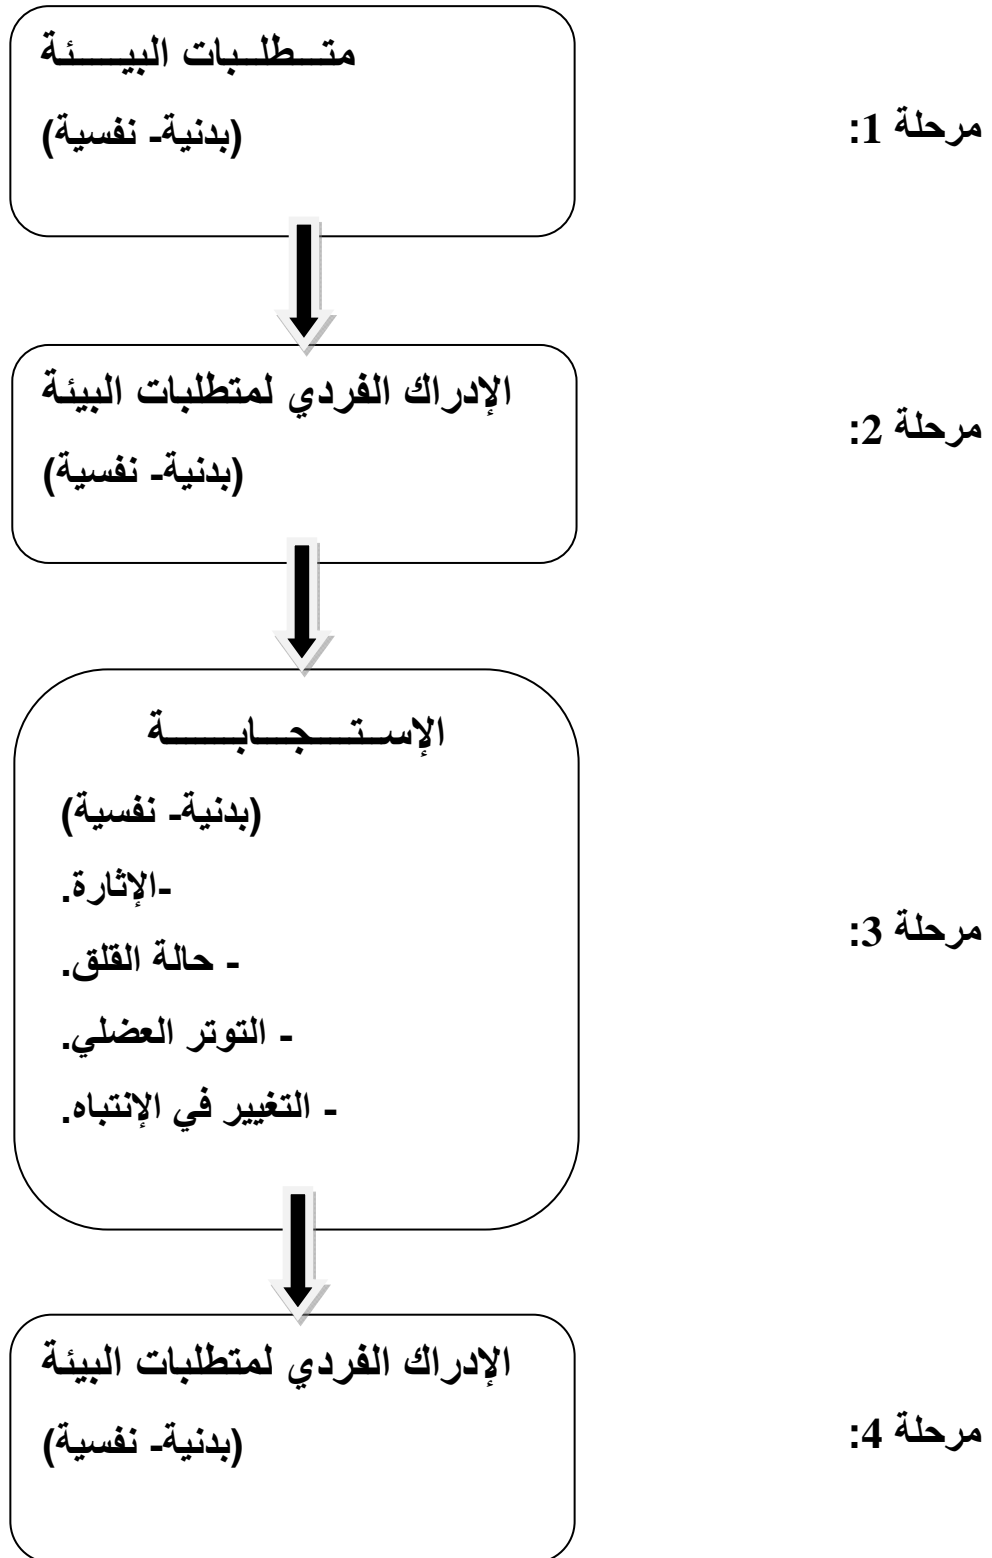 مرحلة 1:
متطلبات البيئة
(بدنية- نفسية)
مرحلة 2:
الإدراك الفردي لمتطلبات البيئة
(بدنية- نفسية)
مرحلة 3:
الإستجابة
(بدنية- نفسية)
-الإثارة.
- حالة القلق.
- التوتر العضلي.
- التغيير في الإنتباه.
مرحلة 4:
الإدراك الفردي لمتطلبات البيئة
(بدنية- نفسية)